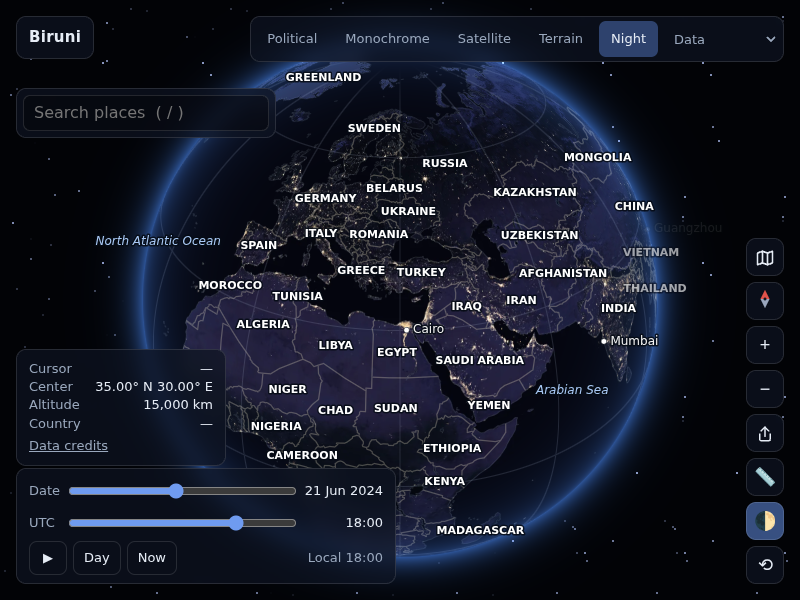 Biruni
Political Monochrome Satellite Terrain Night Data
Search places ( / )
GREENLAND
SWEDEN
RUSSIA
MONGOLIA
BELARUS
KAZAKHSTAN
GERMANY
UKRAINE
CHINA
Guangzhou
ITALY
ROMANIA
UZBEKISTAN
North Atlantic Ocean
SPAIN
VIETNAM
GREECE
TURKEY
AFGHANISTAN
MOROCCO
TUNISIA
THAILAND
IRAQ
IRAN
INDIA
ALGERIA
Cairo
LIBYA
EGYPT
Mumbai
SAUDI ARABIA
NIGER
Arabian Sea
CHAD
SUDAN
YEMEN
NIGERIA
CAMEROON
ETHIOPIA
KENYA
MADAGASCAR
Cursor —
Center 35.00° N 30.00° E
Altitude 15,000 km
Country —
Data credits
Date 21 Jun 2024
UTC 18:00
▶ Day Now Local 18:00
+
−